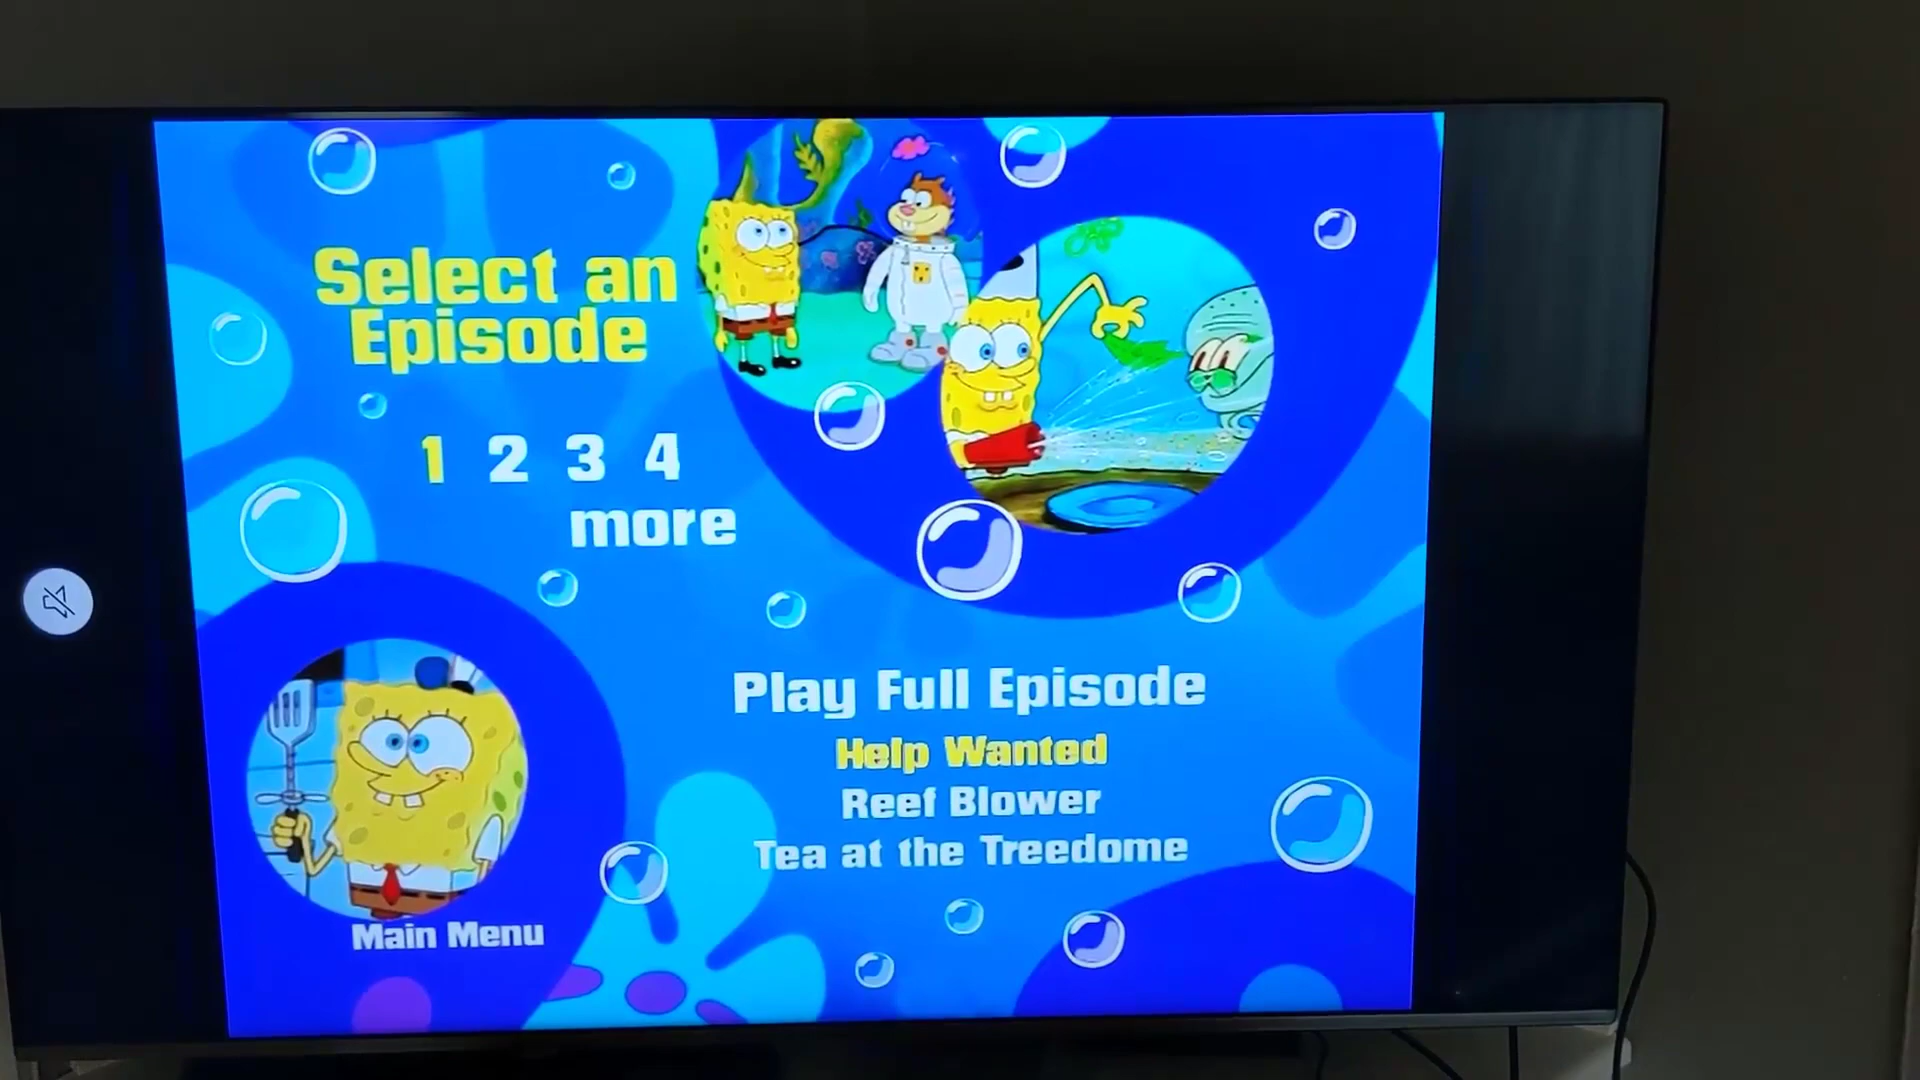 Select an
Episode
1 2 3 4
more
Play Full Episode
Help Wanted
Reef Blower
Tea at the Treedome
Main Menu